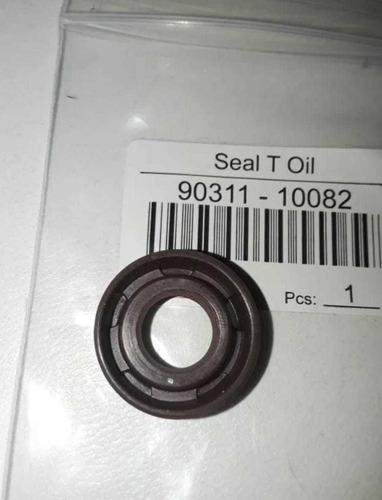 Seal T Oil
90311 - 10082
Pcs: 1